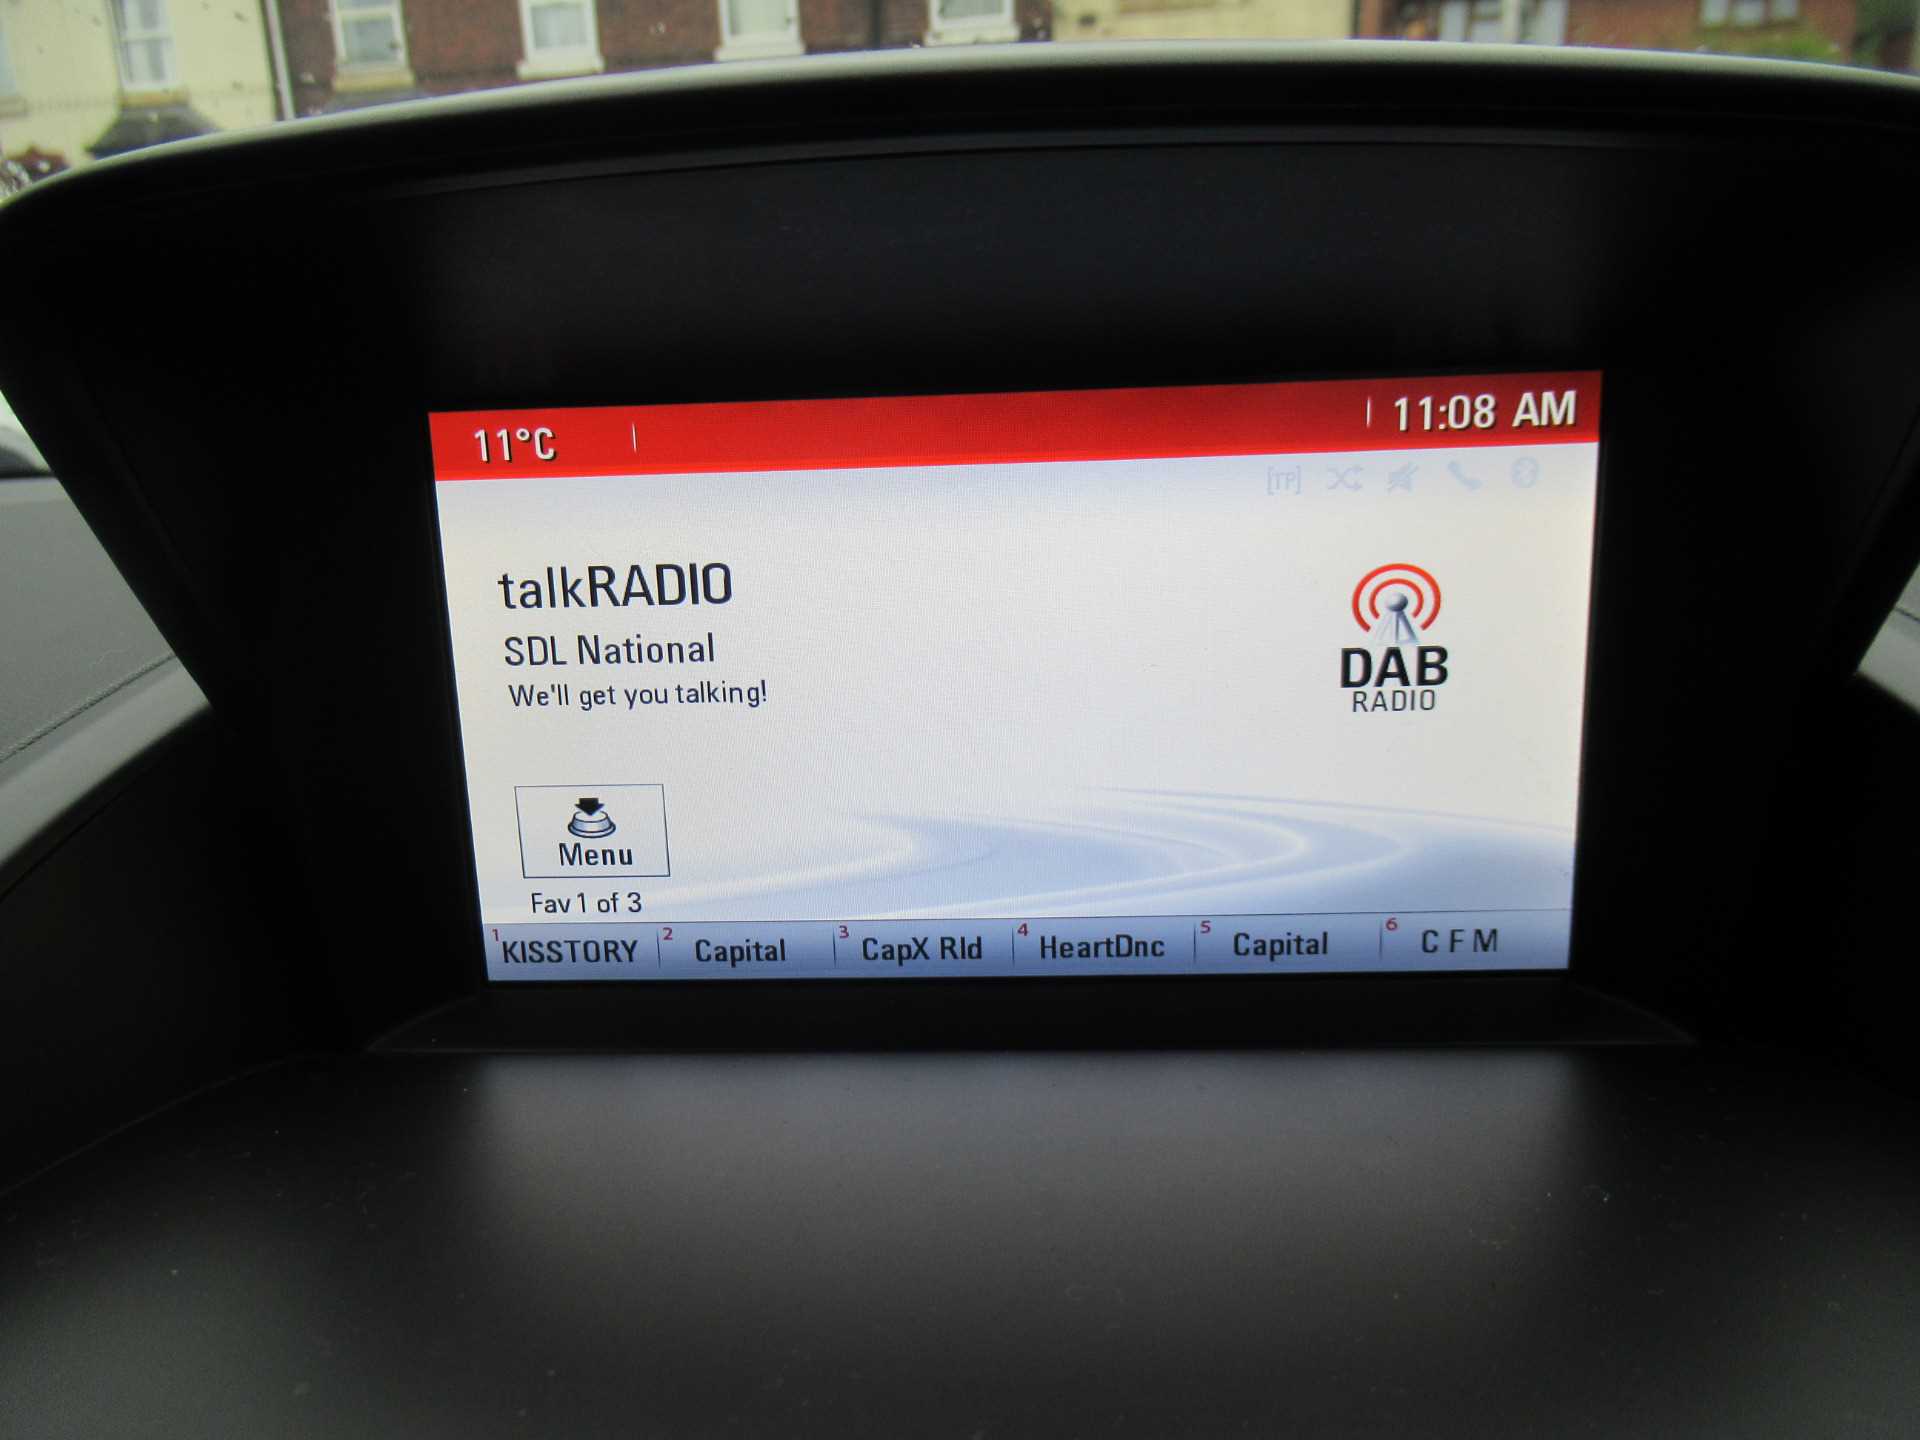 11°C
11:08 AM
[TP]
talkRADIO
SDL National
We'll get you talking!
DAB
RADIO
Menu
Fav 1 of 3
1 KISSTORY 2 Capital 3 CapX Rld 4 HeartDnc 5 Capital 6 C F M